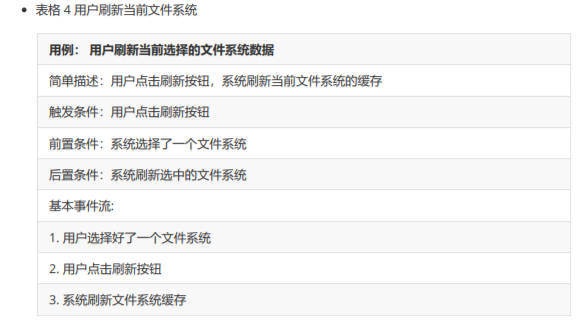 表格 4 用户刷新当前文件系统
用例： 用户刷新当前选择的文件系统数据
简单描述：用户点击刷新按钮，系统刷新当前文件系统的缓存
触发条件：用户点击刷新按钮
前置条件：系统选择了一个文件系统
后置条件：系统刷新选中的文件系统
基本事件流:
1. 用户选择好了一个文件系统
2. 用户点击刷新按钮
3. 系统刷新文件系统缓存